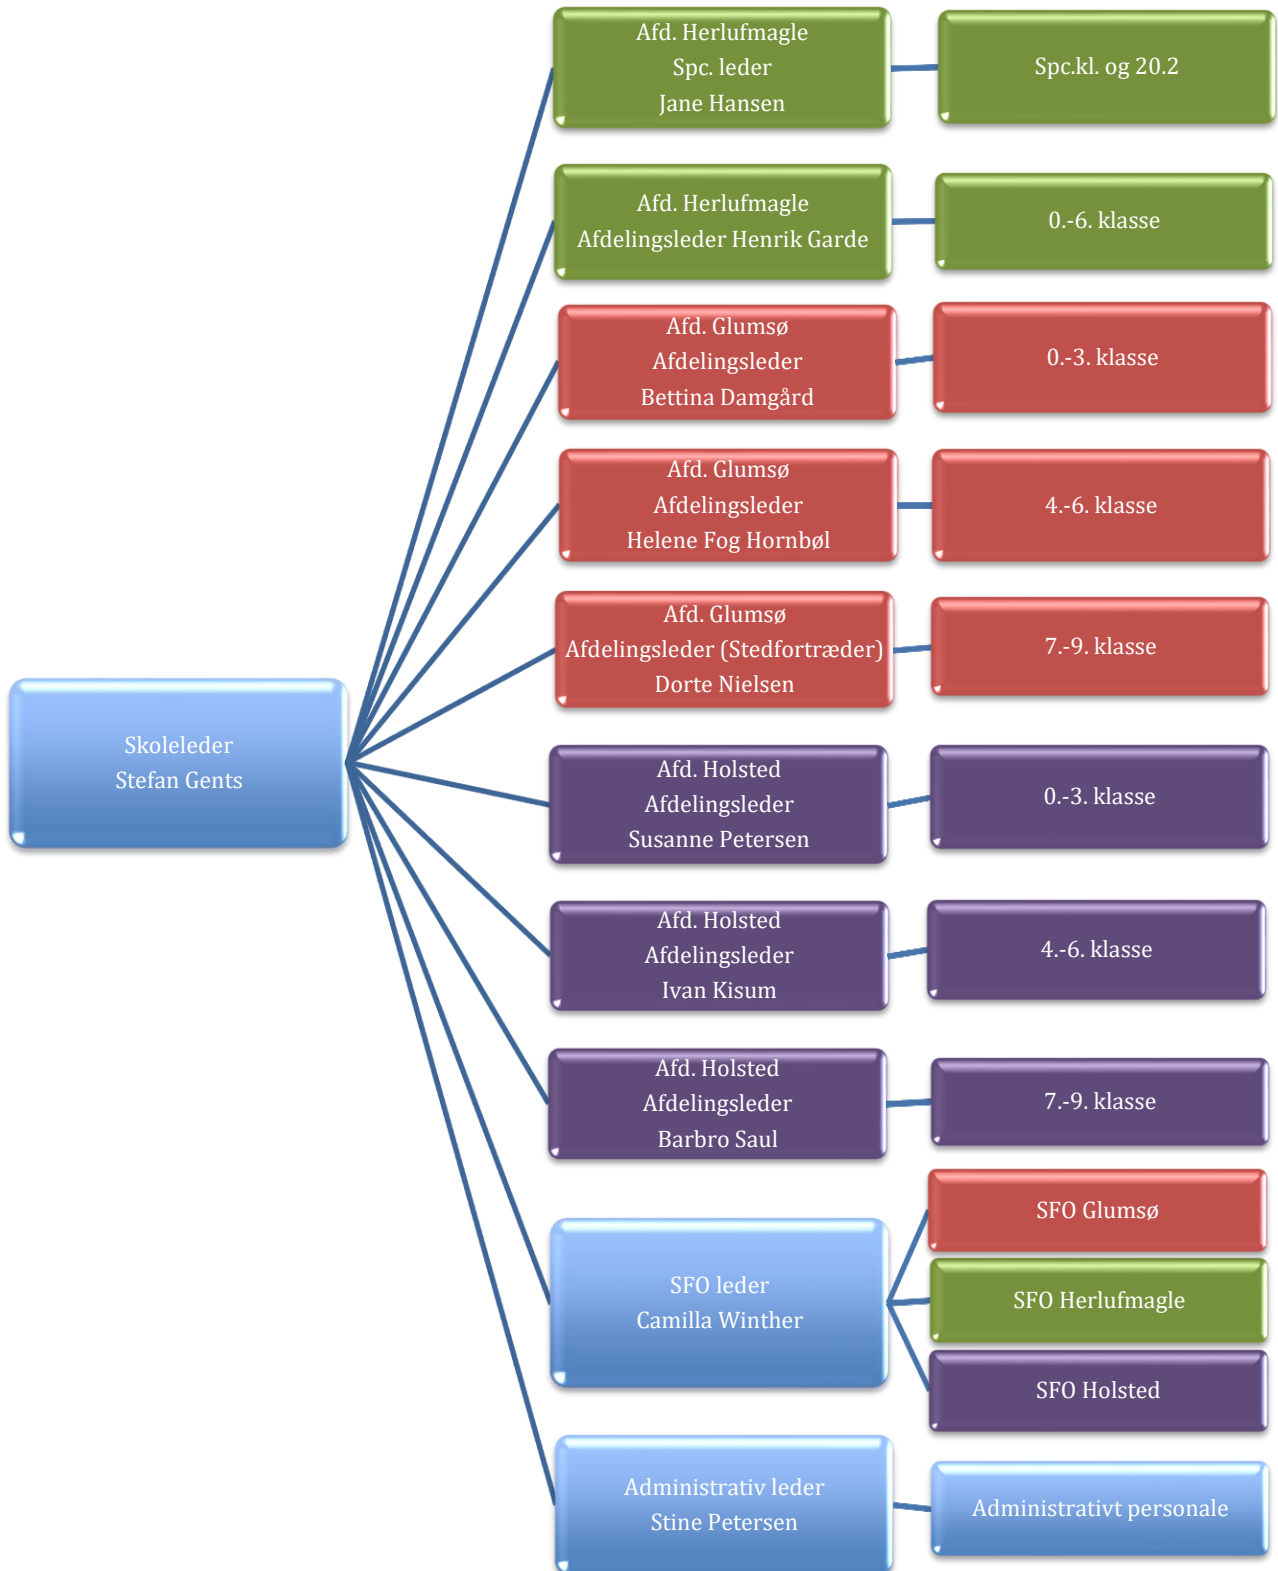 Afd. Herlufmagle
Spc. leder
Jane Hansen
Spc.kl. og 20.2
Afd. Herlufmagle
Afdelingsleder Henrik Garde
0.-6. klasse
Afd. Glumsø
Afdelingsleder
Bettina Damgård
0.-3. klasse
Afd. Glumsø
Afdelingsleder
Helene Fog Hornbøl
4.-6. klasse
Afd. Glumsø
Afdelingsleder (Stedfortræder)
Dorte Nielsen
7.-9. klasse
Skoleleder
Stefan Gents
Afd. Holsted
Afdelingsleder
Susanne Petersen
0.-3. klasse
Afd. Holsted
Afdelingsleder
Ivan Kisum
4.-6. klasse
Afd. Holsted
Afdelingsleder
Barbro Saul
7.-9. klasse
SFO leder
Camilla Winther
SFO Glumsø
SFO Herlufmagle
SFO Holsted
Administrativ leder
Stine Petersen
Administrativt personale